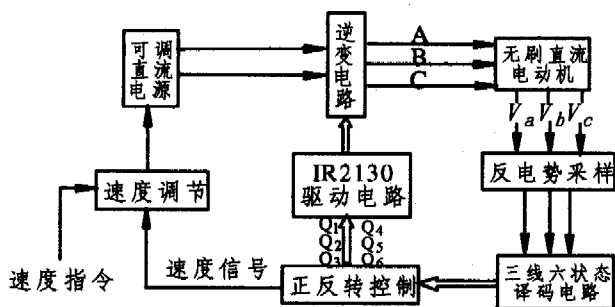 可调
直流
电源
逆
变
电
路
A
B
C
无刷直流
电动机
Va Vb Vc
IR2130
驱动电路
反电势采样
速度调节
Q1 Q4
Q2 Q5
Q3 Q6
速度指令
速度信号
正反转控制
三线六状态
译码电路